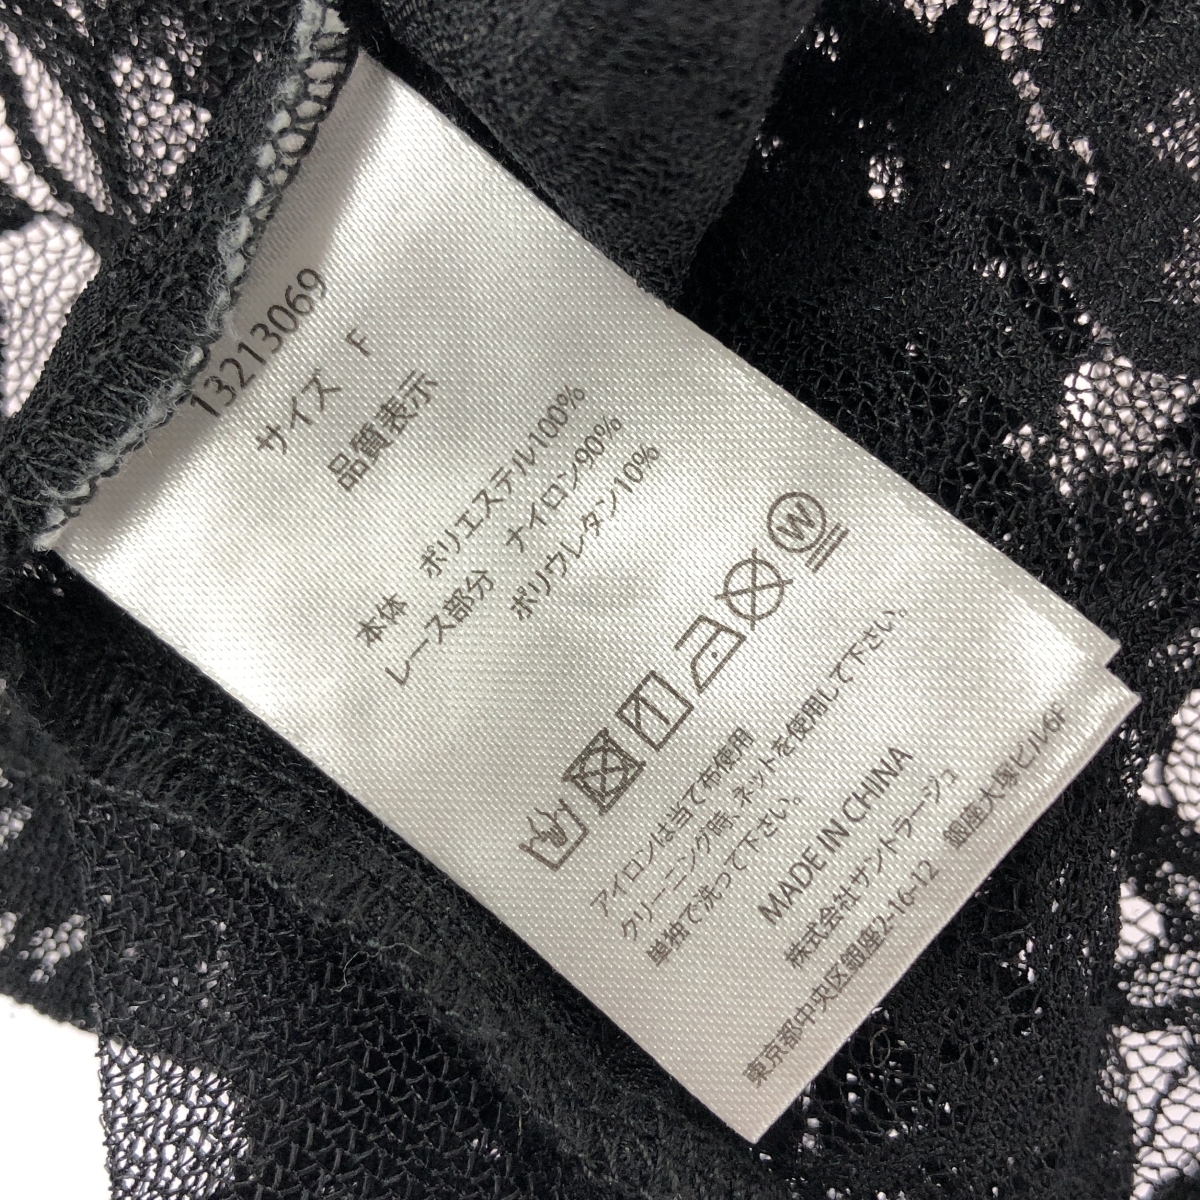 13213069
サイズ F
品質表示
本体 ポリエステル100%
レース部分 ナイロン90%
ポリウレタン10%
W
アイロンは当て布使用
クリーニング時、ネットを使用して下さい。
単独で洗って下さい。
MADE IN CHINA
株式会社サントラージュ
東京都中央区銀座2-16-12 銀座大塚ビル6F